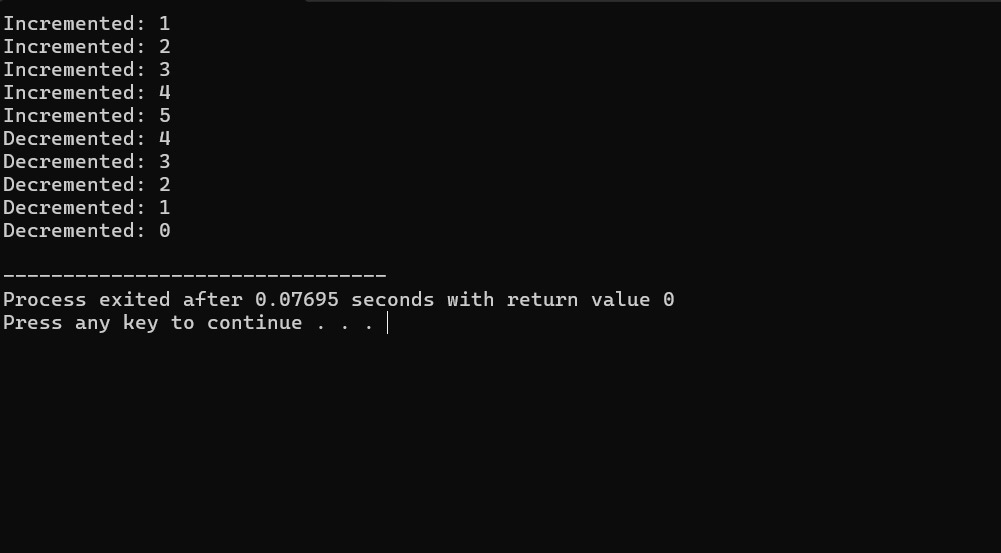 Incremented: 1
Incremented: 2
Incremented: 3
Incremented: 4
Incremented: 5
Decremented: 4
Decremented: 3
Decremented: 2
Decremented: 1
Decremented: 0
--------------------------------
Process exited after 0.07695 seconds with return value 0
Press any key to continue . . .